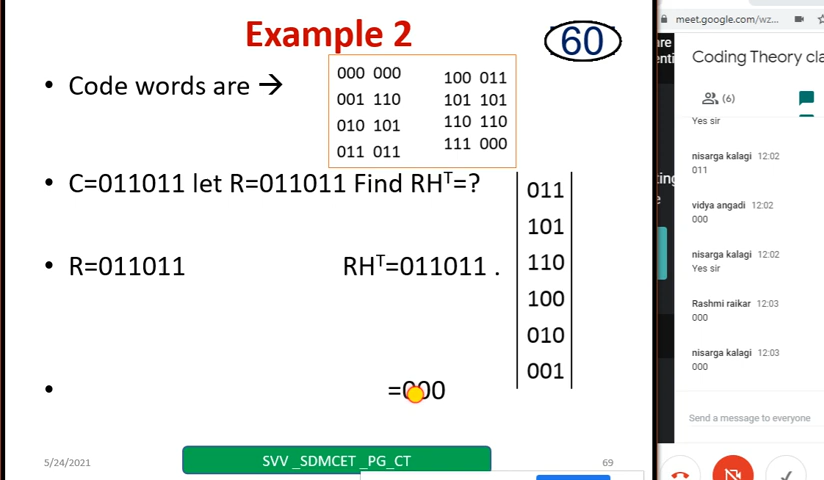 Example 2
60
• Code words are →
000 000 100 011
001 110 101 101
010 101 110 110
011 011 111 000
• C=011011 let R=011011 Find RHᵀ=?
011
101
• R=011011 RHᵀ=011011 .
110
100
010
001
• =000
5/24/2021
SVV _SDMCET _PG_CT
69
meet.google.com/wz...
Coding Theory cla
(6)
Yes sir
nisarga kalagi 12:02
011
vidya angadi 12:02
000
nisarga kalagi 12:02
Yes sir
Rashmi raikar 12:03
000
nisarga kalagi 12:03
000
Send a message to everyone